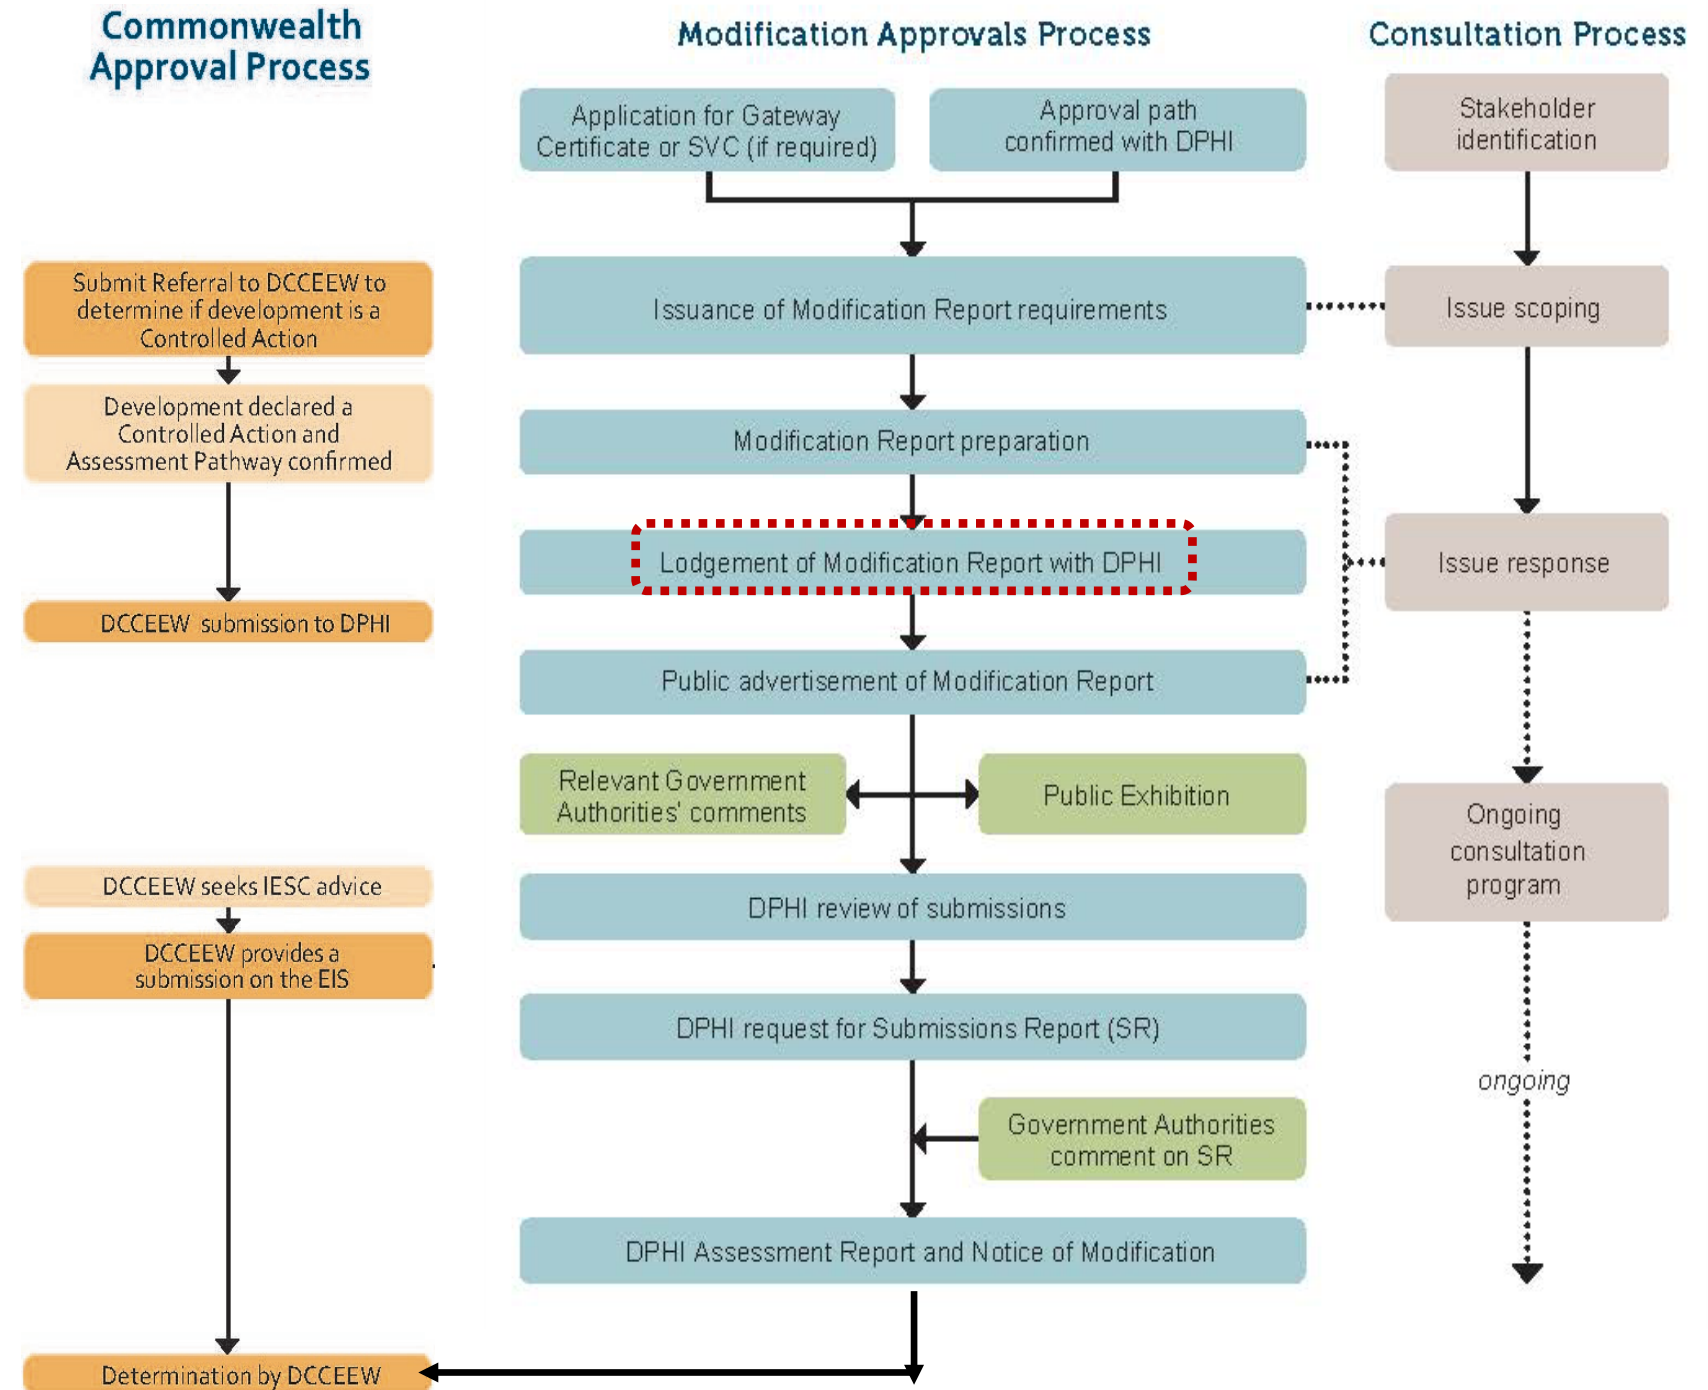 Commonwealth
Approval Process
Submit Referral to DCCEEW to
determine if development is a
Controlled Action
Development declared a
Controlled Action and
Assessment Pathway confirmed
DCCEEW submission to DPHI
DCCEEW seeks IESC advice
DCCEEW provides a
submission on the EIS
Determination by DCCEEW
Modification Approvals Process
Application for Gateway
Certificate or SVC (if required)
Approval path
confirmed with DPHI
Issuance of Modification Report requirements
Modification Report preparation
Lodgement of Modification Report with DPHI
Public advertisement of Modification Report
Relevant Government
Authorities' comments
Public Exhibition
DPHI review of submissions
DPHI request for Submissions Report (SR)
Government Authorities
comment on SR
DPHI Assessment Report and Notice of Modification
Consultation Process
Stakeholder
identification
Issue scoping
Issue response
Ongoing
consultation
program
ongoing